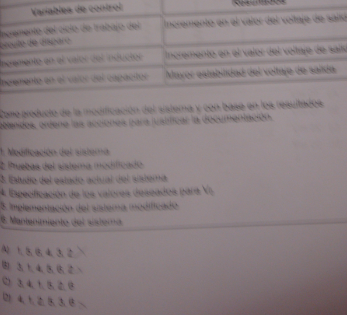 Variables de control
Resultados
Incremento del ciclo de trabajo del
circuito de disparo
Incremento en el valor del voltaje de
Incremento en el valor del inductor
Incremento en el valor del voltaje de
Incremento en el valor del capacitor
Mayor estabilidad del voltaje de salida
Como producto de la modificación del sistema y con base en los resultados
obtenidos, ordene las acciones para justificar la documentación.
1. Modificación del sistema
2. Pruebas del sistema modificado
3. Estudio del estado actual del sistema
4. Especificación de los valores deseados para
5. Implementación del sistema modificado
6. Mantenimiento del sistema
A) 1, 5, 6, 4, 3, 2
B) 3, 1, 4, 5, 6, 2
C) 3, 4, 1, 5, 2, 6
D) 4, 1, 2, 5, 3, 6